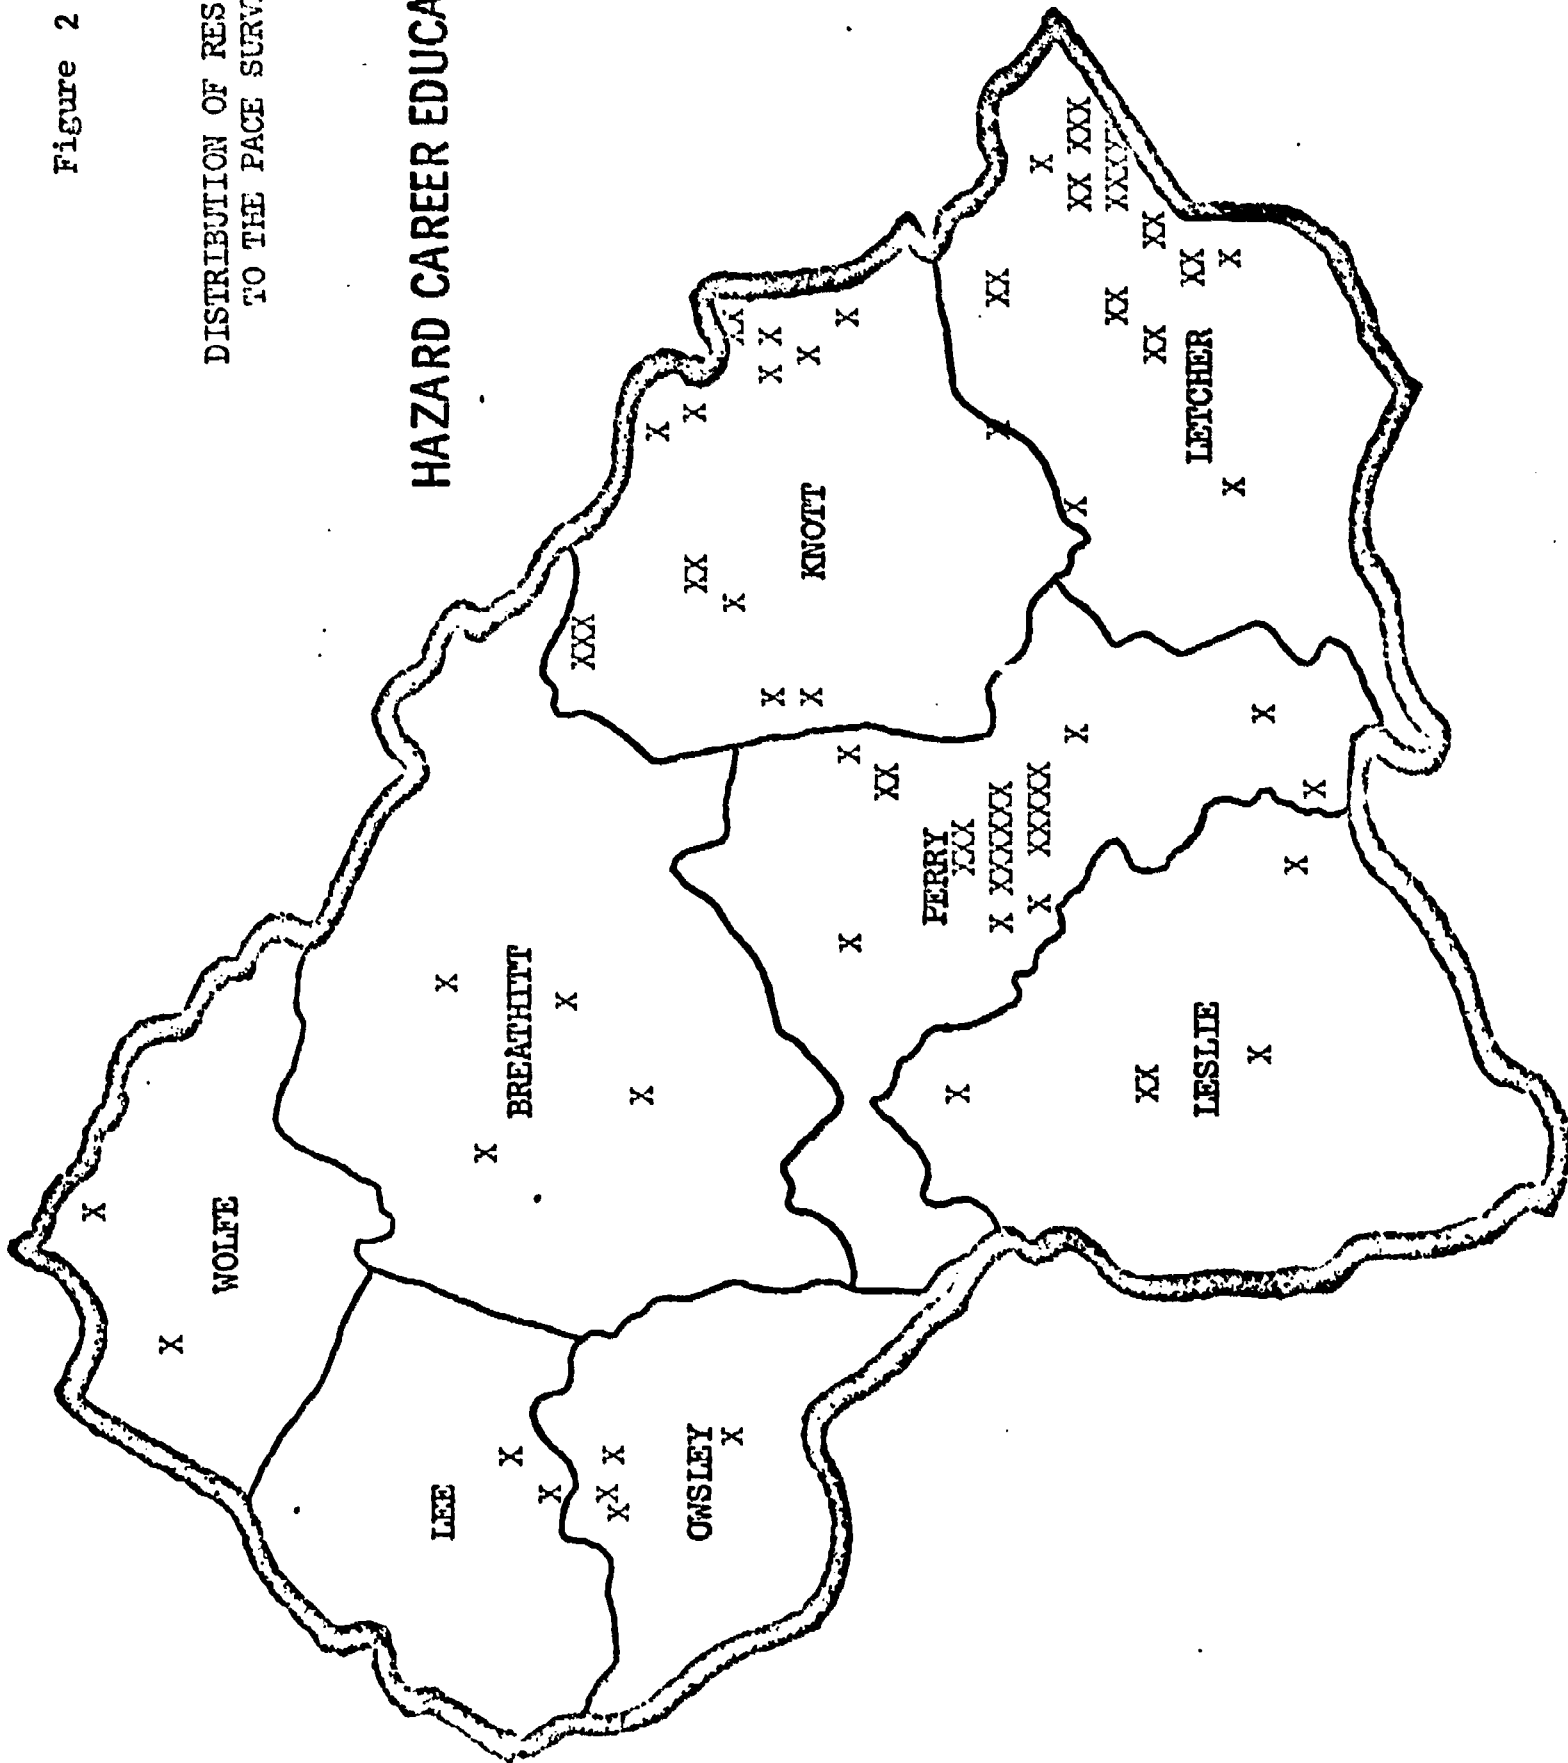 Figure 2
DISTRIBUTION OF RES
TO THE PACE SURV
HAZARD CAREER EDUCA
WOLFE
LEE
BREATHITT
OWSLEY
KNOTT
PERRY
LESLIE
LETCHER